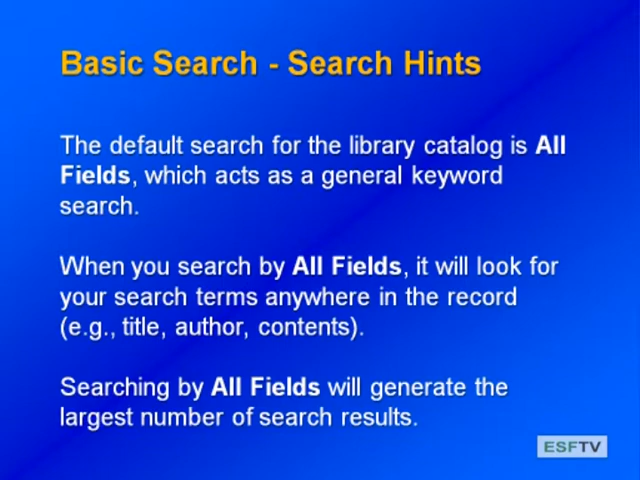 Basic Search - Search Hints
The default search for the library catalog is All
Fields, which acts as a general keyword
search.
When you search by All Fields, it will look for
your search terms anywhere in the record
(e.g., title, author, contents).
Searching by All Fields will generate the
largest number of search results.
ESFTV